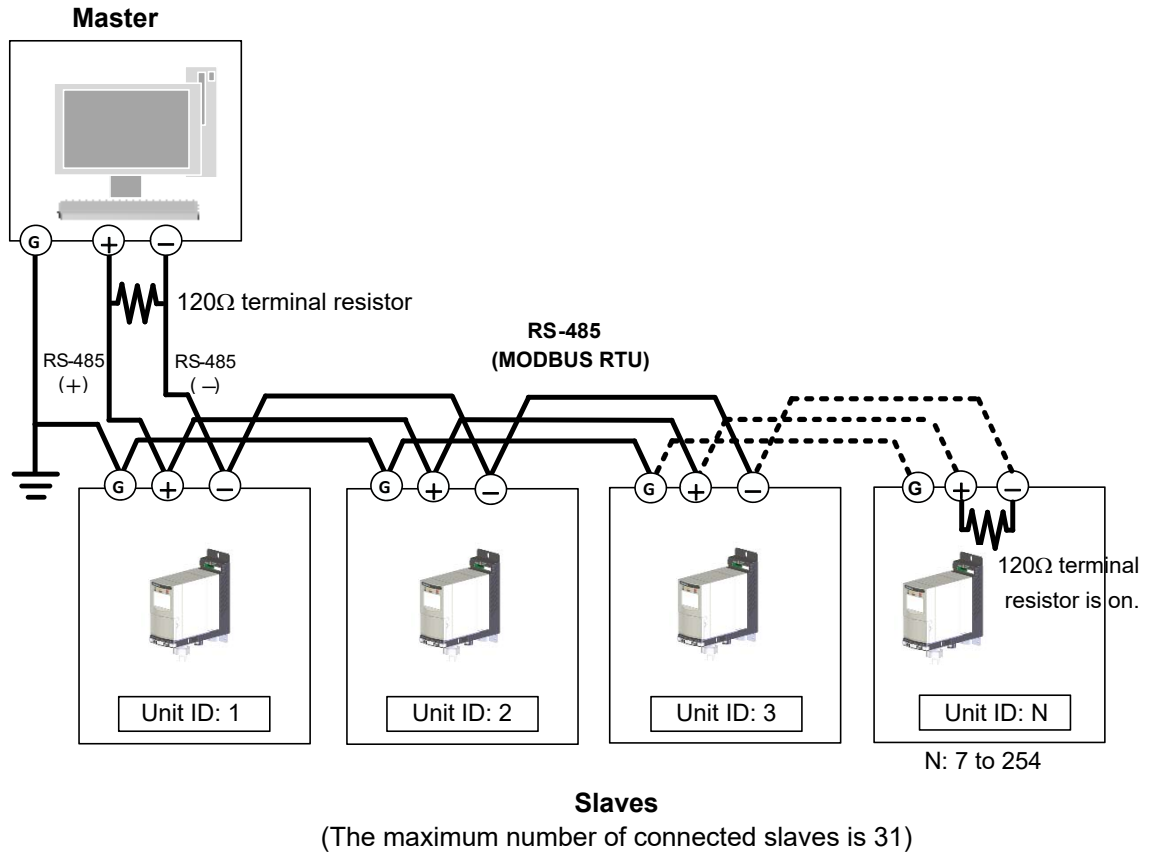 Master
G + −
120Ω terminal resistor
RS-485
(+)
RS-485
( −)
RS-485
(MODBUS RTU)
G + −
G + −
G + −
G + −
120Ω terminal
resistor is on.
Unit ID: 1
Unit ID: 2
Unit ID: 3
Unit ID: N
N: 7 to 254
Slaves
(The maximum number of connected slaves is 31)